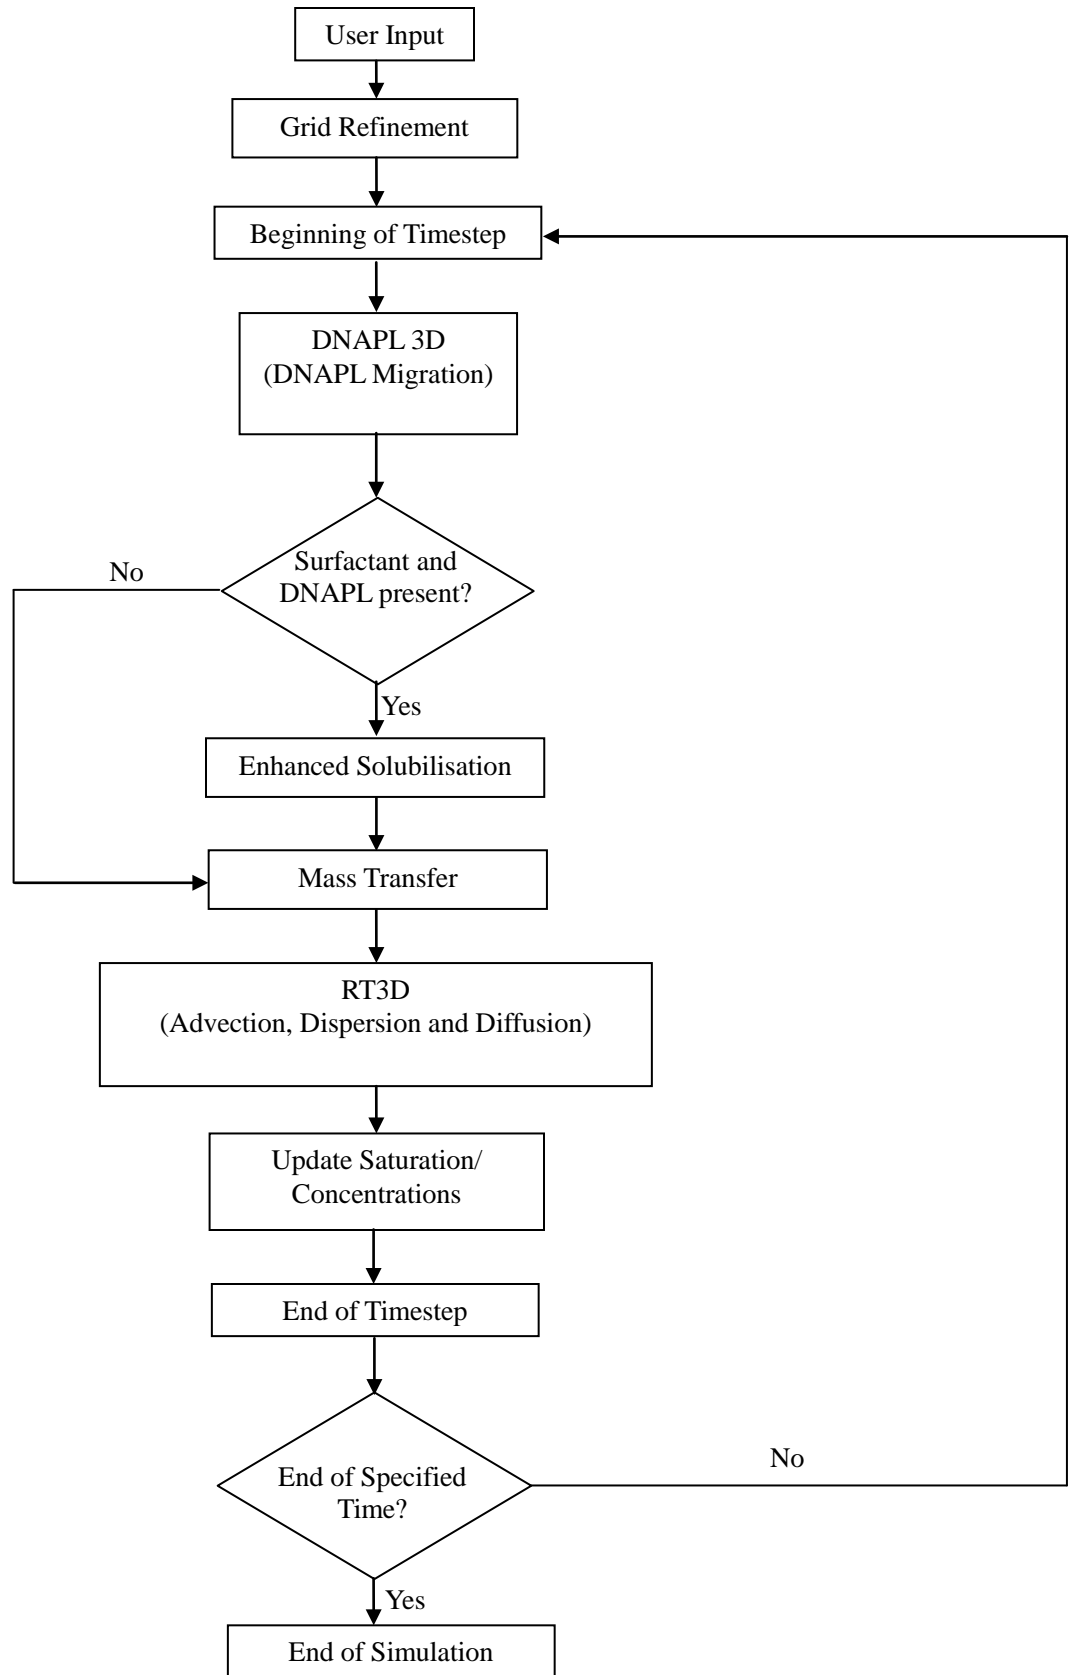 User Input
Grid Refinement
Beginning of Timestep
DNAPL 3D
(DNAPL Migration)
Surfactant and
DNAPL present?
No
Yes
Enhanced Solubilisation
Mass Transfer
RT3D
(Advection, Dispersion and Diffusion)
Update Saturation/
Concentrations
End of Timestep
End of Specified
Time?
No
Yes
End of Simulation